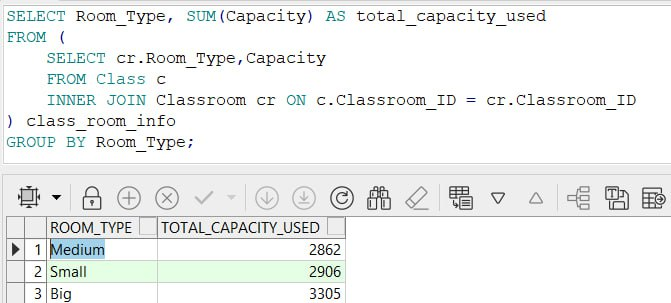 SELECT Room_Type, SUM(Capacity) AS total_capacity_used
FROM (
    SELECT cr.Room_Type,Capacity
    FROM Class c
    INNER JOIN Classroom cr ON c.Classroom_ID = cr.Classroom_ID
) class_room_info
GROUP BY Room_Type;
ROOM_TYPE TOTAL_CAPACITY_USED
1 Medium 2862
2 Small 2906
3 Big 3305